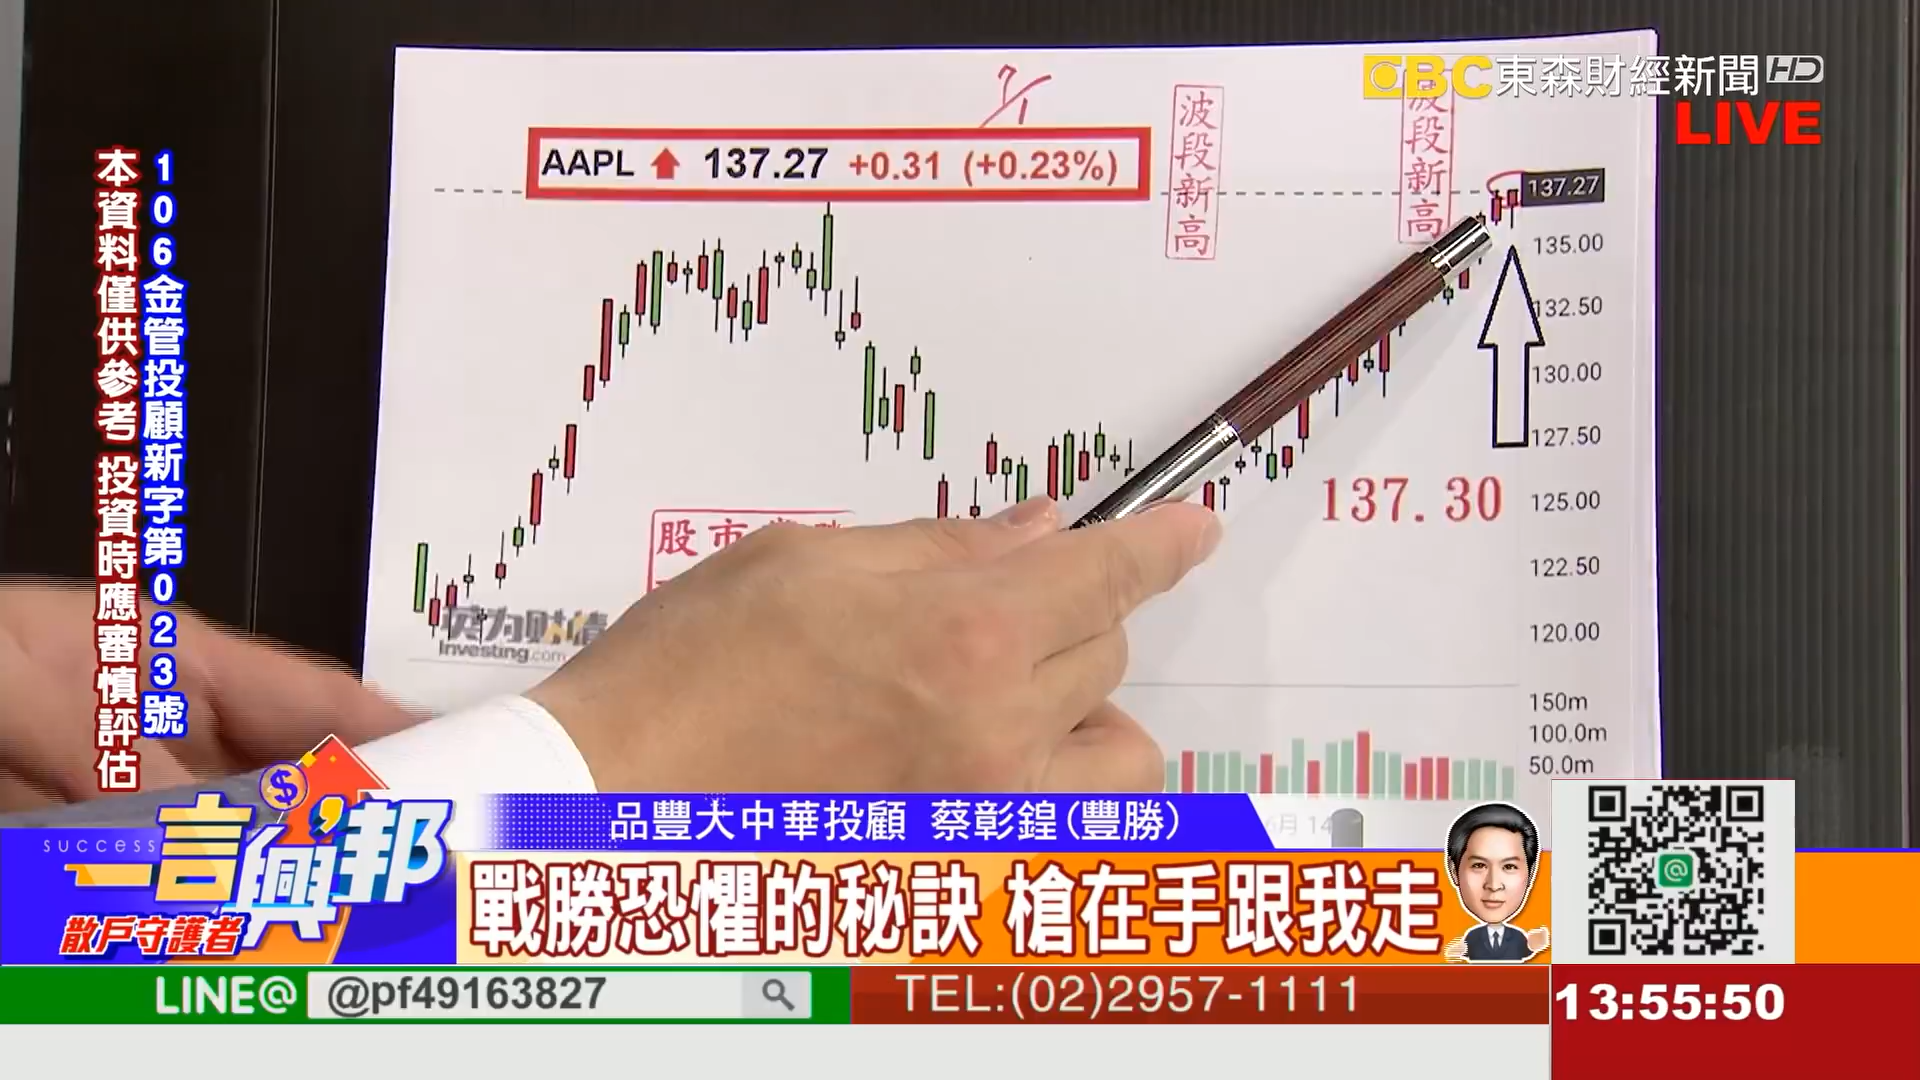 東森財經新聞 HD
LIVE
7/1
AAPL 137.27 +0.31 (+0.23%)
波段新高
波段新高
137.27
135.00
132.50
130.00
127.50
125.00
122.50
120.00
137.30
股市
Investing.com
150m
100.0m
50.0m
106金管投顧新字第023號
本資料僅供參考 投資時應審慎評估
success
一言興邦
散戶守護者
品豐大中華投顧 蔡彰鍠(豐勝)
戰勝恐懼的秘訣 槍在手跟我走
LINE@ @pf49163827
TEL:(02)2957-1111
13:55:50